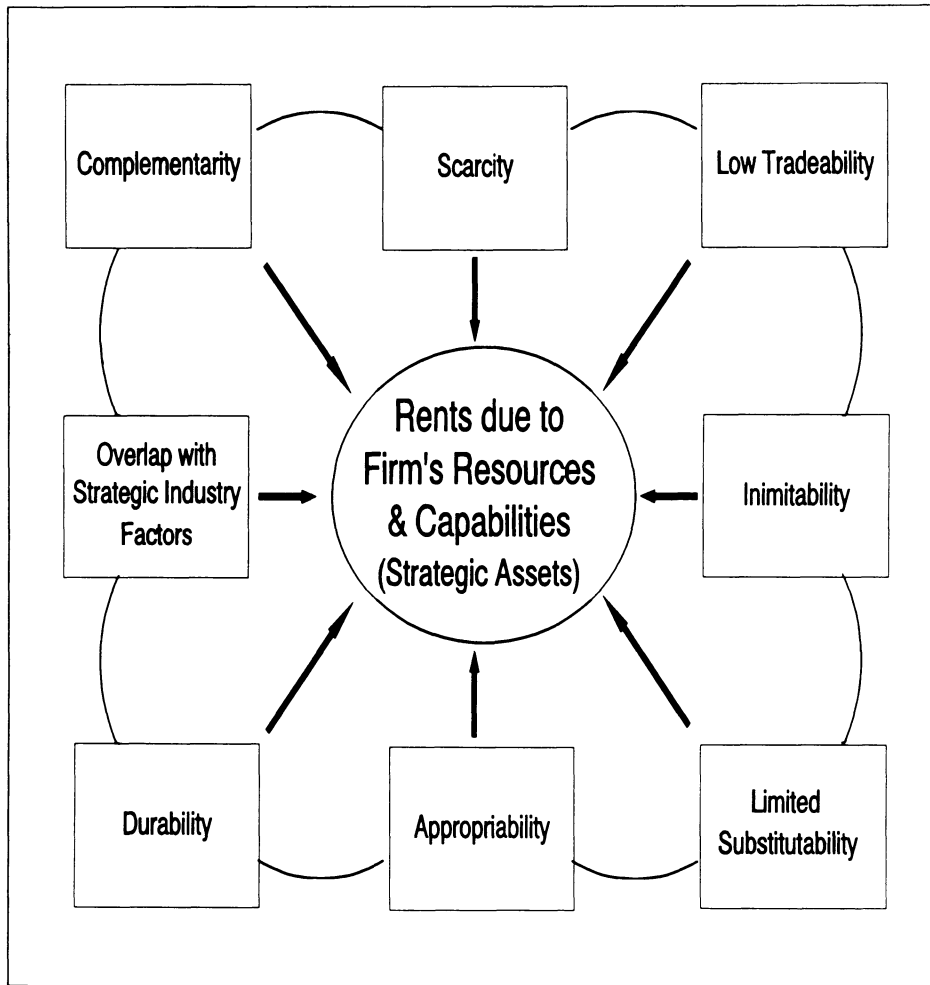 Complementarity
Scarcity
Low Tradeability
Rents due to
Firm's Resources
& Capabilities
(Strategic Assets)
Overlap with
Strategic Industry
Factors
Inimitability
Durability
Appropriability
Limited
Substitutability